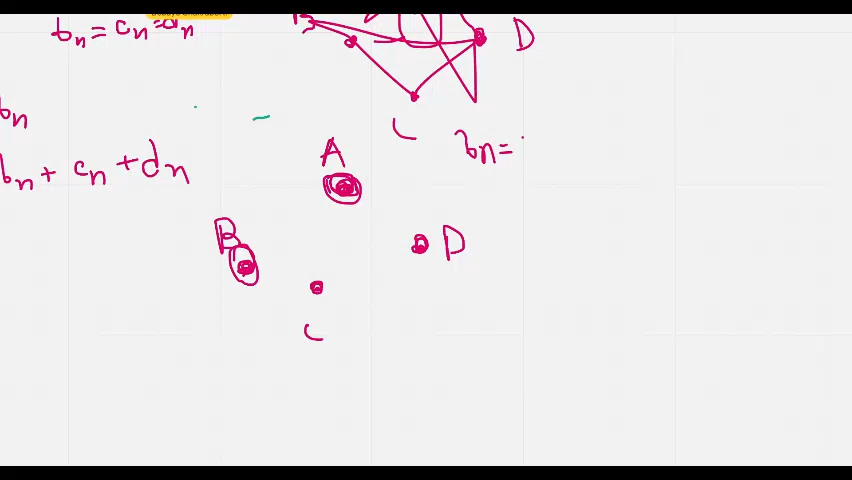 bn = cn = dn
B
D
bn
C
bn =
bn + cn + dn
A
B
D
C